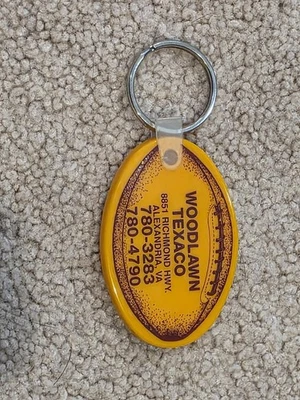 WOODLAWN
TEXACO
8851 RICHMOND HWY.
ALEXANDRIA, VA
780-3283
780-4790